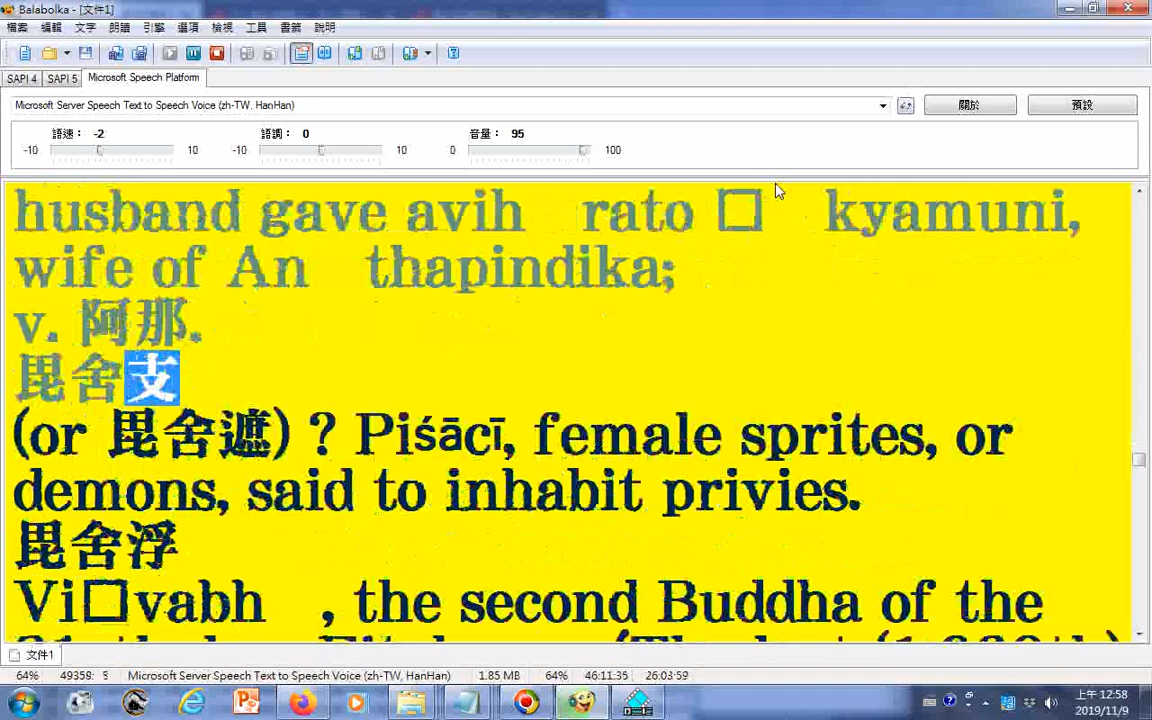 Balabolka - [文件1]
檔案 編輯 文字 朗讀 引擎 選項 檢視 工具 書籤 說明
SAPI 4 SAPI 5 Microsoft Speech Platform
Microsoft Server Speech Text to Speech Voice (zh-TW, HanHan) 關於 預設
語速： -2 語調： 0 音量： 95
-10 10 -10 10 0 100
husband gave avih rato □ kyamuni,
wife of An thapindika;
v. 阿那.
毘舍支
(or 毘舍遮) ? Piśācī, female sprites, or
demons, said to inhabit privies.
毘舍浮
Vi□vabh , the second Buddha of the
文件1
64% 49358: Microsoft Server Speech Text to Speech Voice (zh-TW, HanHan) 1.85 MB 64% 46:11:35 26:03:59
上午 12:58
2019/11/9